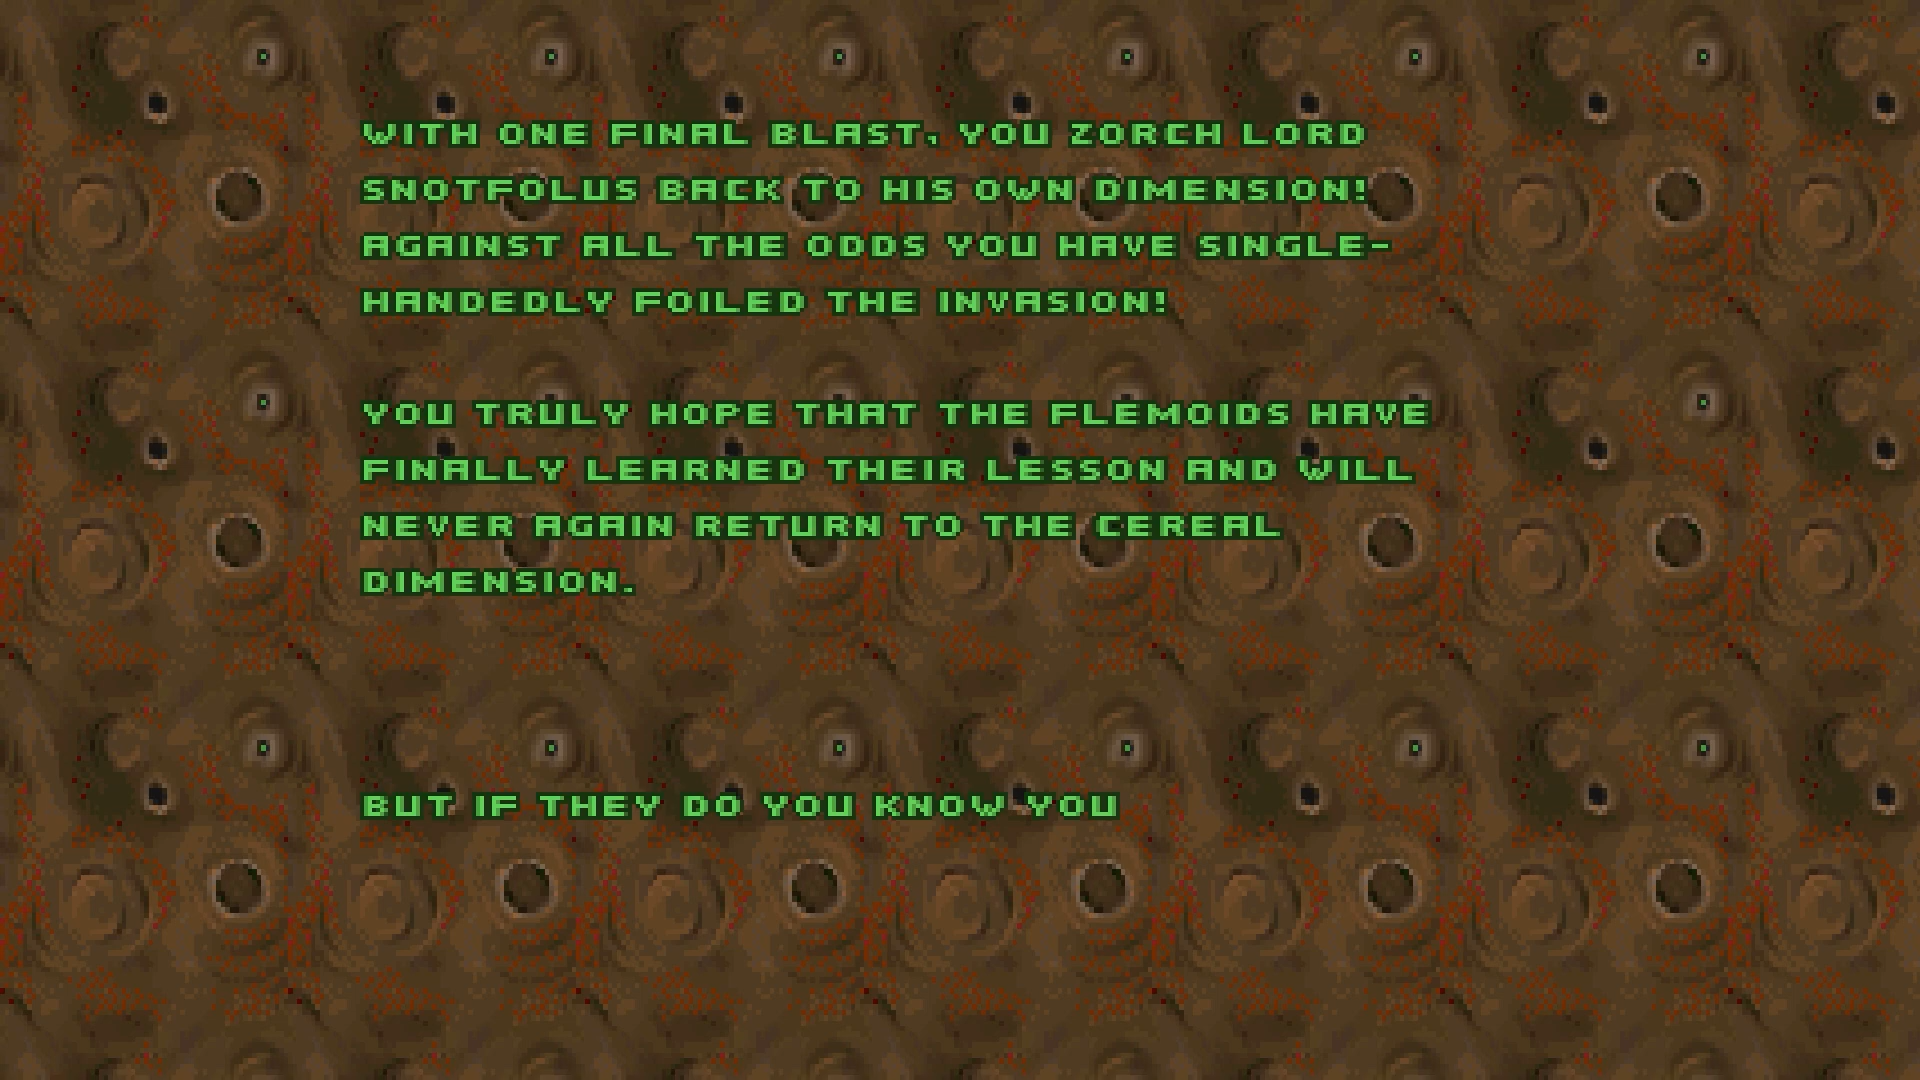 WITH ONE FINAL BLAST, YOU ZORCH LORD
SNOTFOLUS BACK TO HIS OWN DIMENSION!
AGAINST ALL THE ODDS YOU HAVE SINGLE-
HANDEDLY FOILED THE INVASION!
YOU TRULY HOPE THAT THE FLEMOIDS HAVE
FINALLY LEARNED THEIR LESSON AND WILL
NEVER AGAIN RETURN TO THE CEREAL
DIMENSION.
BUT IF THEY DO YOU KNOW YOU